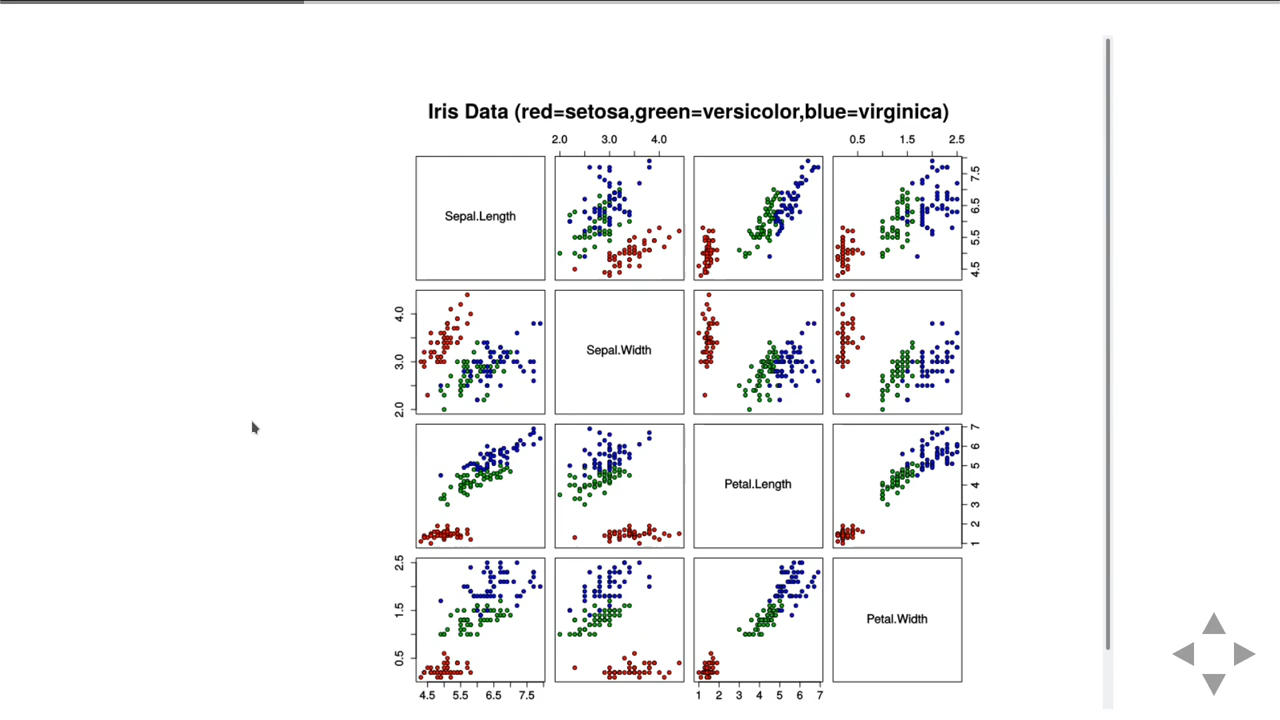 Iris Data (red=setosa,green=versicolor,blue=virginica)
2.0 3.0 4.0 0.5 1.5 2.5
Sepal.Length
4.5 5.5 6.5 7.5
2.0 3.0 4.0
Sepal.Width
Petal.Length
1 2 3 4 5 6 7
0.5 1.5 2.5
Petal.Width
4.5 5.5 6.5 7.5 1 2 3 4 5 6 7